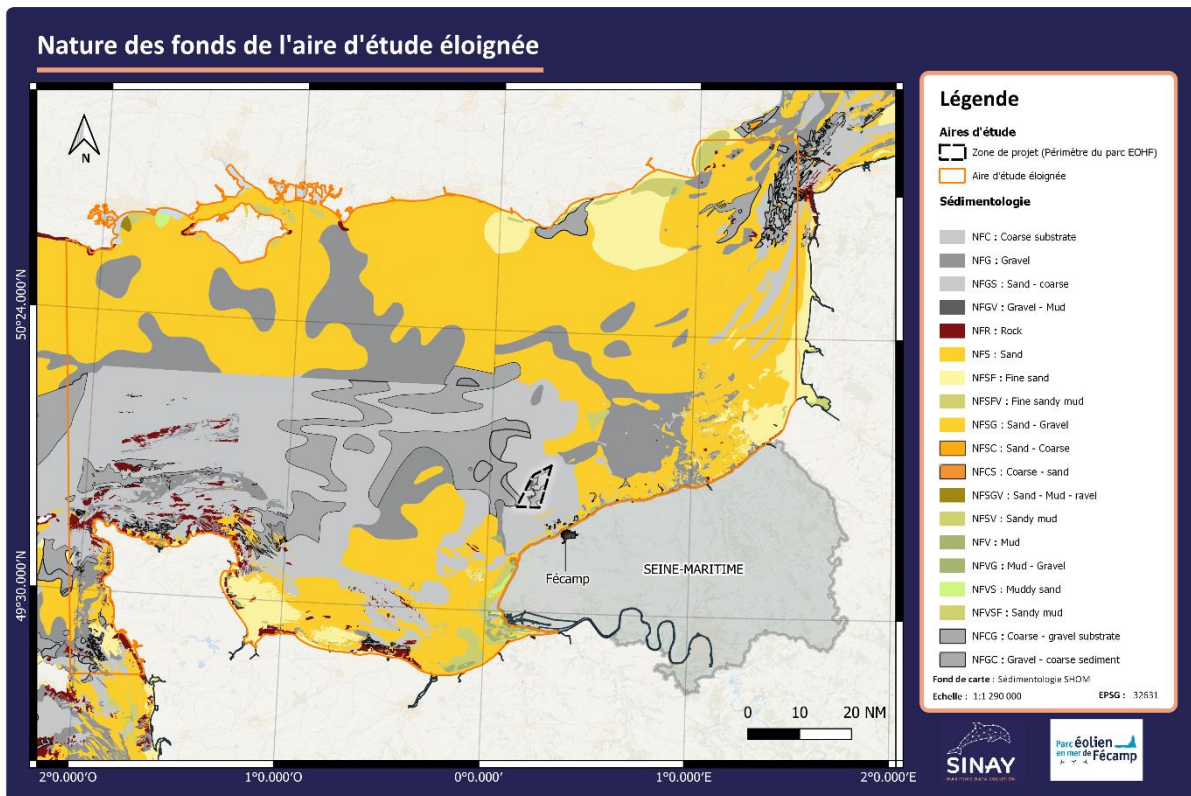 Nature des fonds de l'aire d'étude éloignée
N
50°24.000'N
49°30.000'N
Fécamp
SEINE-MARITIME
0 10 20 NM
2°0.000'O 1°0.000'O 0°0.000' 1°0.000'E 2°0.000'E
Légende
Aires d'étude
Zone de projet (Périmètre du parc EOHF)
Aire d'étude éloignée
Sédimentologie
NFC : Coarse substrate
NFG : Gravel
NFGS : Sand - coarse
NFGV : Gravel - Mud
NFR : Rock
NFS : Sand
NFSF : Fine sand
NFSFV : Fine sandy mud
NFSG : Sand - Gravel
NFSC : Sand - Coarse
NFCS : Coarse - sand
NFSGV : Sand - Mud - ravel
NFSV : Sandy mud
NFV : Mud
NFVG : Mud - Gravel
NFVS : Muddy sand
NFVSF : Sandy mud
NFCG : Coarse - gravel substrate
NFGC : Gravel - coarse sediment
Fond de carte : Sédimentologie SHOM
Echelle : 1:1 290 000 EPSG : 32631
SINAY
MARITIME DATA SOLUTION
Parc éolien
en mer de Fécamp